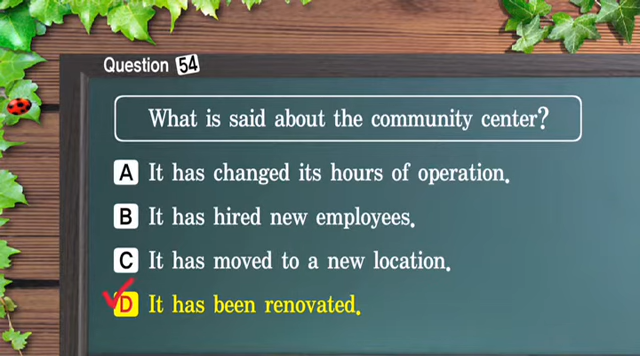 Question 54
What is said about the community center?
A It has changed its hours of operation.
B It has hired new employees.
C It has moved to a new location.
D It has been renovated.